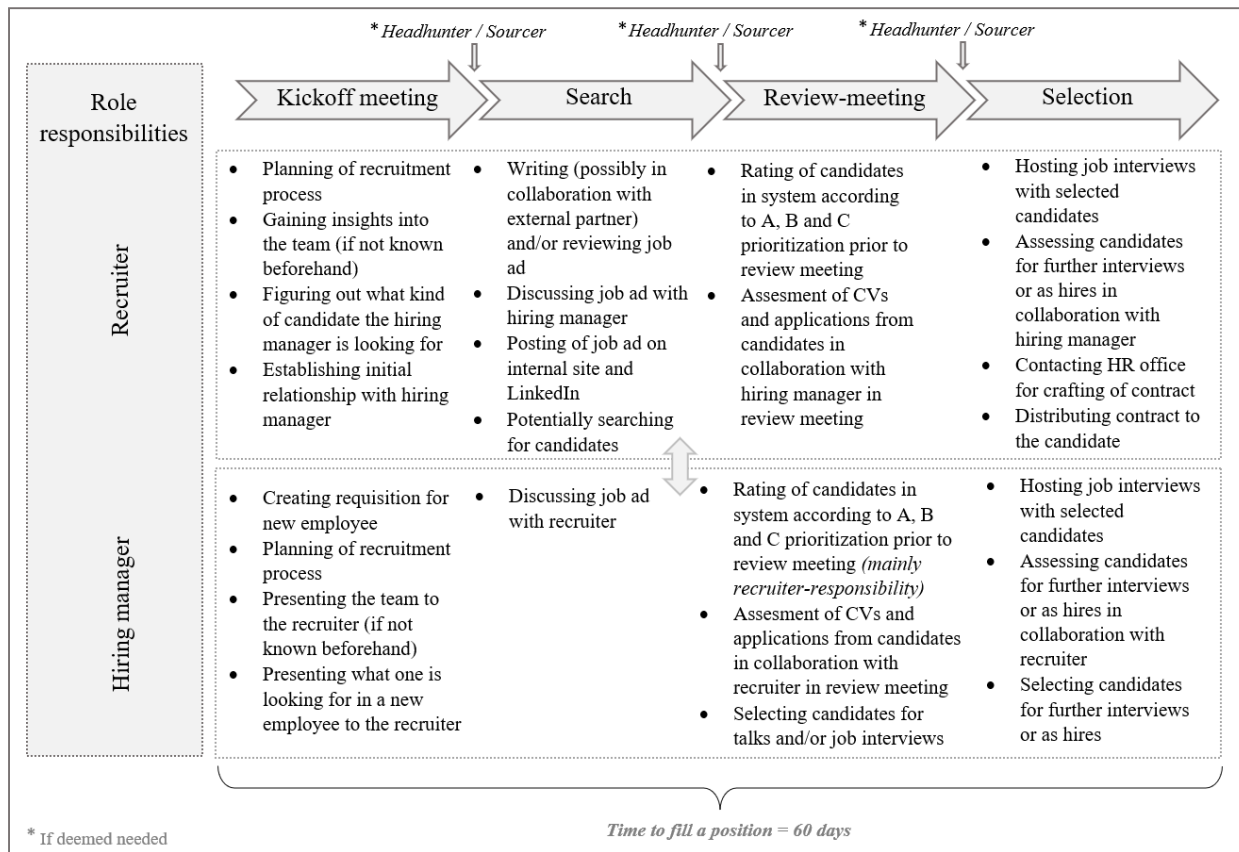 * Headhunter / Sourcer
* Headhunter / Sourcer
* Headhunter / Sourcer
Role
responsibilities
Kickoff meeting
Search
Review-meeting
Selection
Recruiter
• Planning of recruitment
process
• Gaining insights into
the team (if not known
beforehand)
• Figuring out what kind
of candidate the hiring
manager is looking for
• Establishing initial
relationship with hiring
manager
• Writing (possibly in
collaboration with
external partner)
and/or reviewing job
ad
• Discussing job ad with
hiring manager
• Posting of job ad on
internal site and
LinkedIn
• Potentially searching
for candidates
• Rating of candidates
in system according
to A, B and C
prioritization prior to
review meeting
• Assesment of CVs
and applications from
candidates in
collaboration with
hiring manager in
review meeting
• Hosting job interviews
with selected
candidates
• Assessing candidates
for further interviews
or as hires in
collaboration with
hiring manager
• Contacting HR office
for crafting of contract
• Distributing contract to
the candidate
Hiring manager
• Creating requisition for
new employee
• Planning of recruitment
process
• Presenting the team to
the recruiter (if not
known beforehand)
• Presenting what one is
looking for in a new
employee to the recruiter
• Discussing job ad
with recruiter
• Rating of candidates in
system according to A, B
and C prioritization prior to
review meeting (mainly
recruiter-responsibility)
• Assesment of CVs and
applications from candidates
in collaboration with
recruiter in review meeting
• Selecting candidates for
talks and/or job interviews
• Hosting job interviews
with selected
candidates
• Assessing candidates
for further interviews
or as hires in
collaboration with
recruiter
• Selecting candidates
for further interviews
or as hires
* If deemed needed
Time to fill a position = 60 days